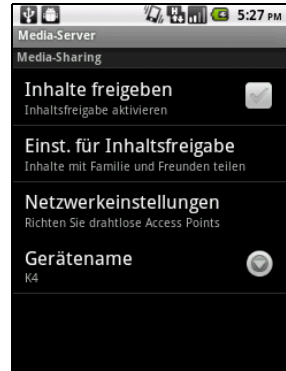 5:27 PM
Media-Server
Media-Sharing
Inhalte freigeben
Inhaltsfreigabe aktivieren
Einst. für Inhaltsfreigabe
Inhalte mit Familie und Freunden teilen
Netzwerkeinstellungen
Richten Sie drahtlose Access Points
Gerätename
K4